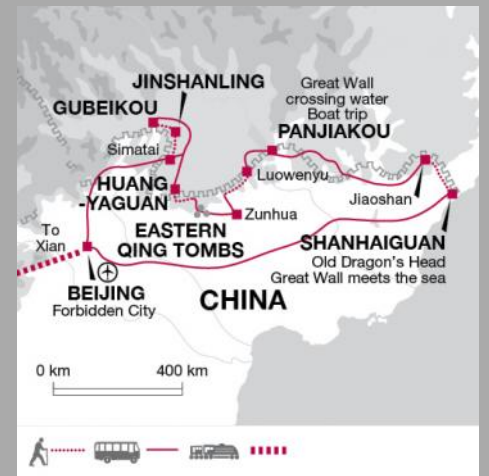 JINSHANLING
GUBEIKOU
Great Wall
crossing water
Boat trip
PANJIAKOU
Simatai
Luowenyu
HUANG
-YAGUAN
Jiaoshan
Zunhua
EASTERN
QING TOMBS
To
Xian
SHANHAIGUAN
Old Dragon's Head
Great Wall meets the sea
BEIJING
Forbidden City
CHINA
0 km
400 km